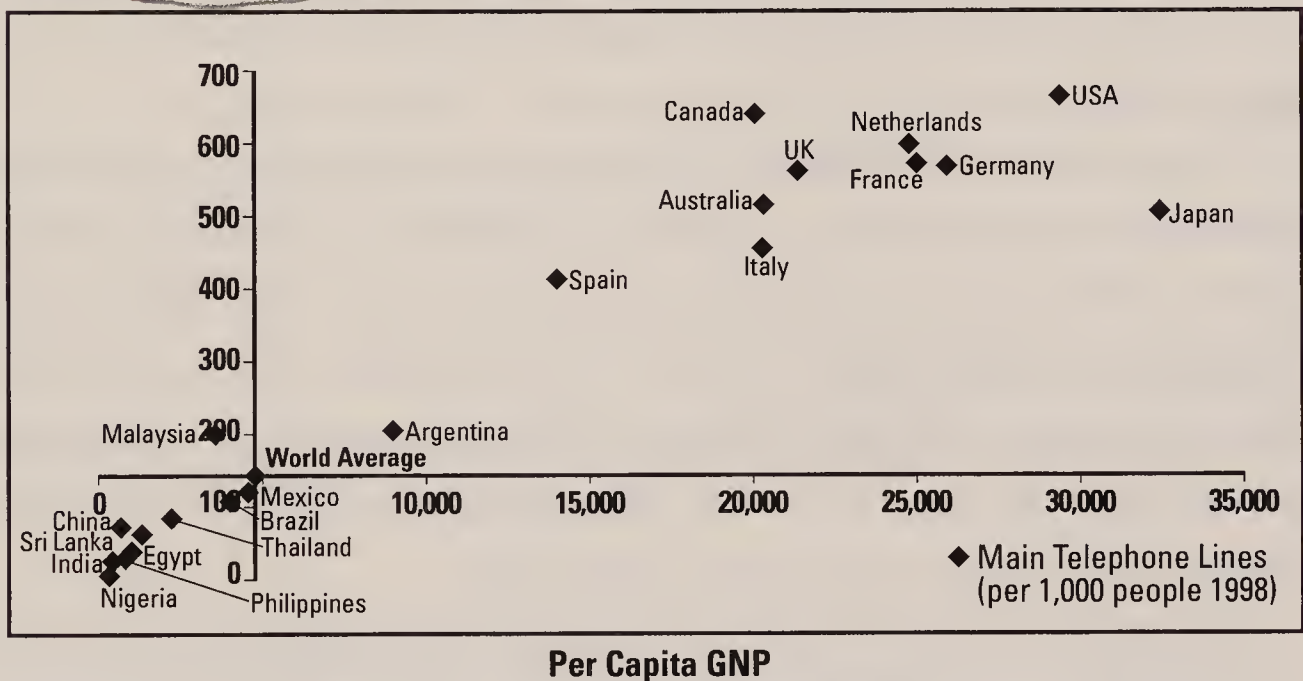 700
Canada
USA
Netherlands
600
UK
France
Germany
Australia
500
Japan
Italy
400
Spain
300
Malaysia
200
Argentina
World Average
0
100
10,000
15,000
20,000
25,000
30,000
35,000
Mexico
Brazil
China
Sri Lanka
Thailand
India
Egypt
0
Main Telephone Lines
(per 1,000 people 1998)
Nigeria
Philippines
Per Capita GNP